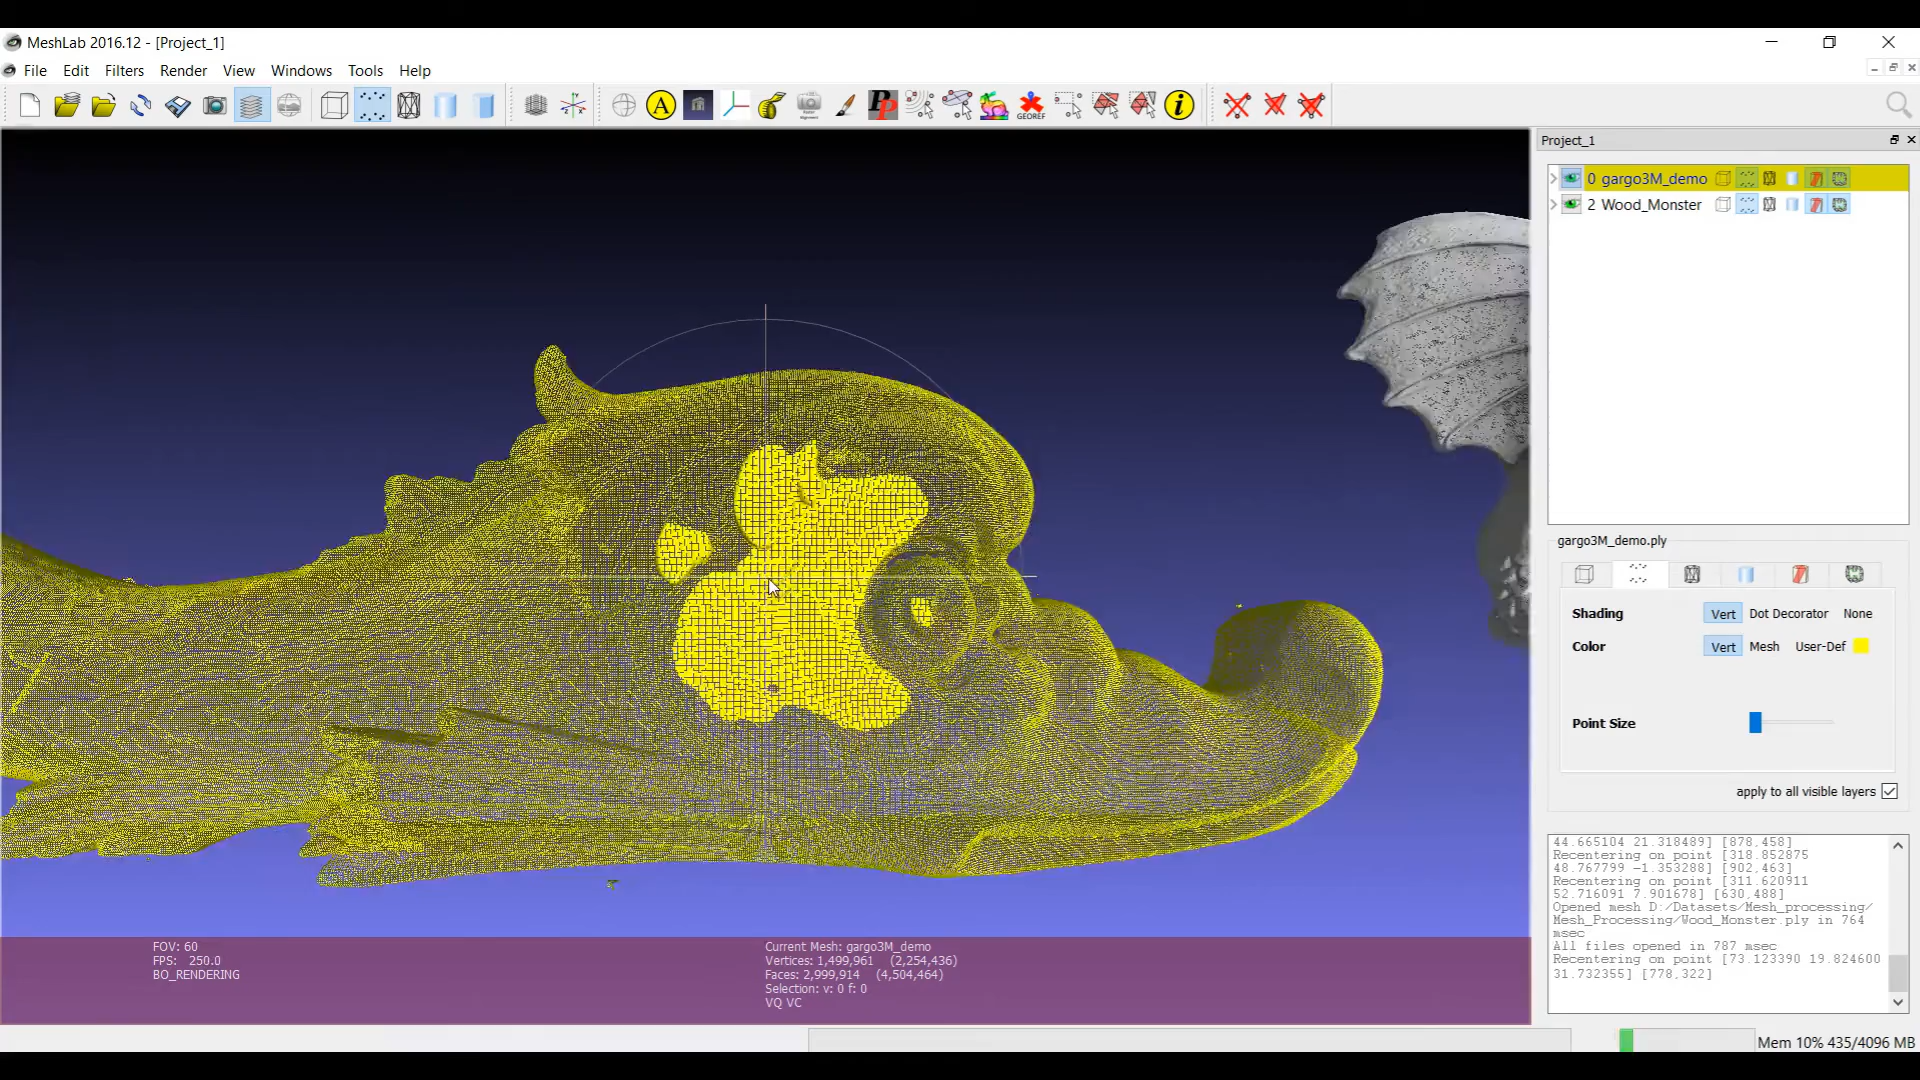 MeshLab 2016.12 - [Project_1]
File Edit Filters Render View Windows Tools Help
A
PP
GEOREF
i
Project_1
0 gargo3M_demo
2 Wood_Monster
gargo3M_demo.ply
Shading Vert Dot Decorator None
Color Vert Mesh User-Def
Point Size
apply to all visible layers
44.665104 21.318489] [878,458]
Recentering on point [318.852875
48.767799 -1.353288] [902,463]
Recentering on point [311.620911
52.716091 7.901678] [630,488]
Opened mesh D:/Datasets/Mesh_processing/
Mesh_Processing/Wood_Monster.ply in 764
msec
All files opened in 787 msec
Recentering on point [73.123390 19.824600
31.732355] [778,322]
FOV: 60
FPS: 250.0
BO_RENDERING
Current Mesh: gargo3M_demo
Vertices: 1,499,961 (2,254,436)
Faces: 2,999,914 (4,504,464)
Selection: v: 0 f: 0
VQ VC
Mem 10% 435/4096 MB